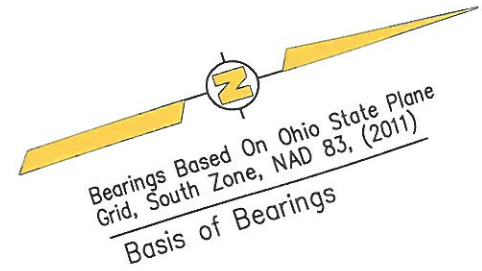 N
Bearings Based On Ohio State Plane
Grid, South Zone, NAD 83, (2011)
Basis of Bearings